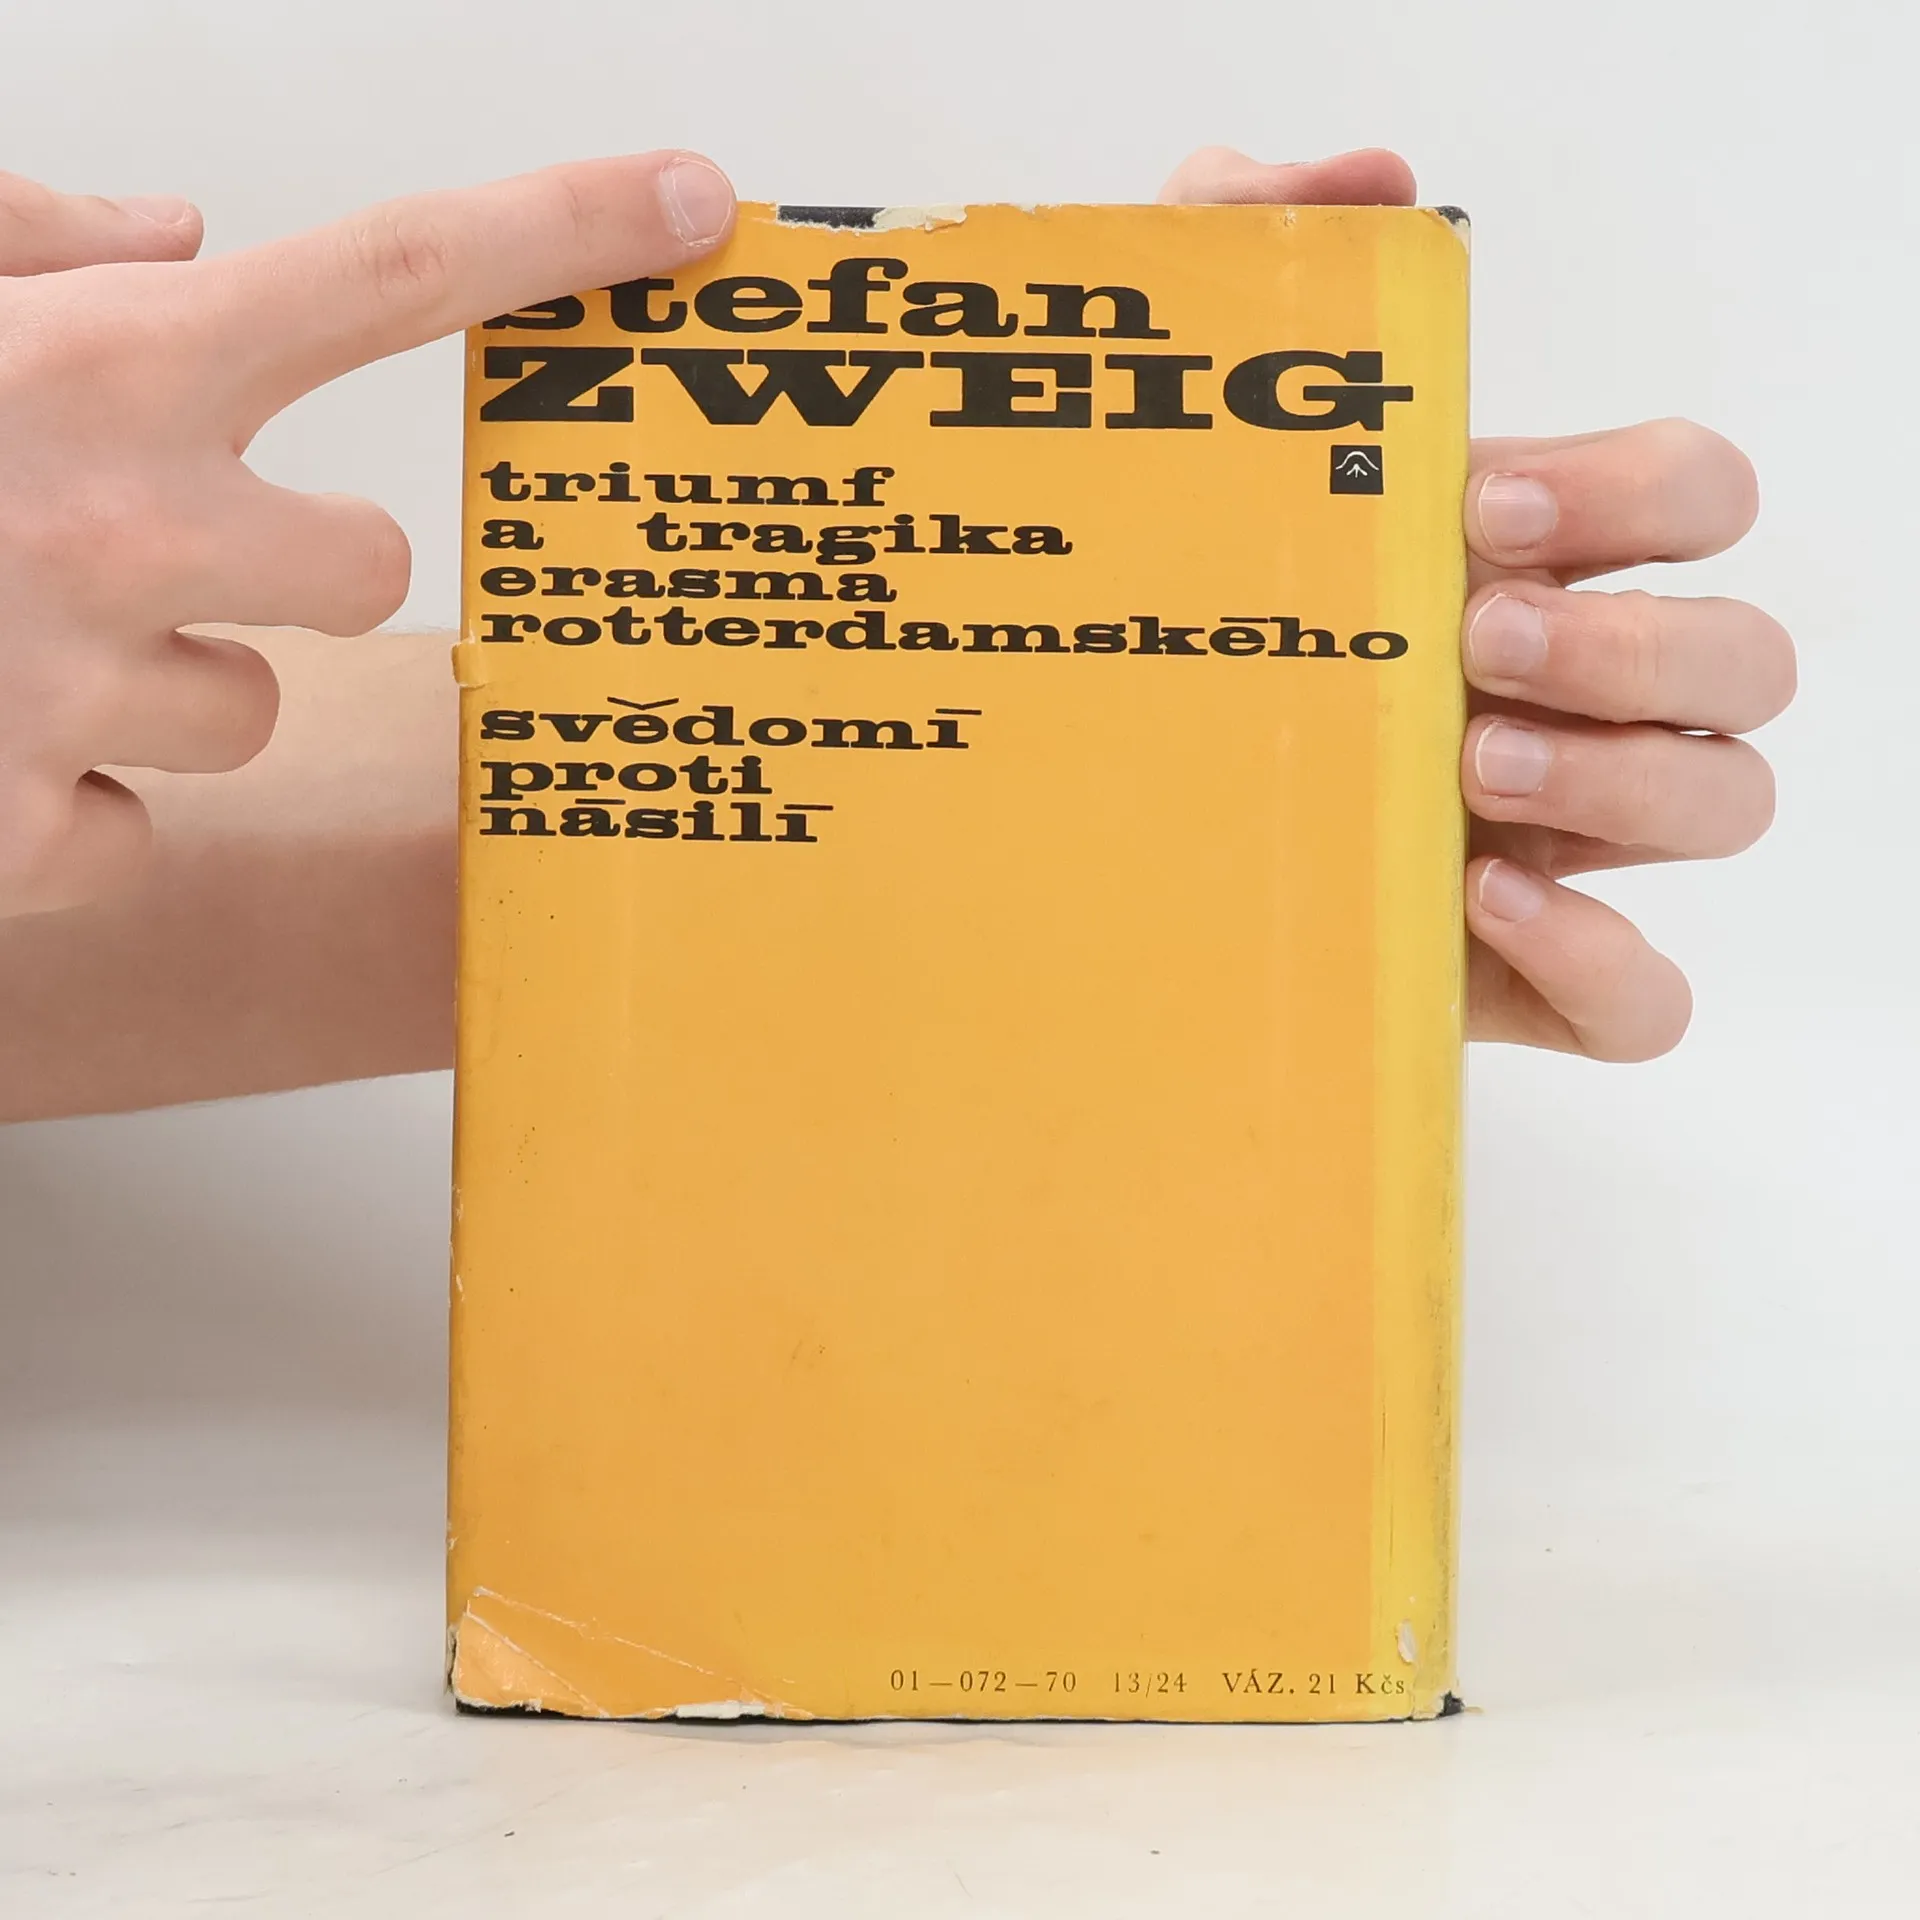 stefan
ZWEIG
triumf
a tragika
erasma
rotterdamského
svědomí
proti
násilí
01—072—70 13/24 VÁZ. 21 Kčs